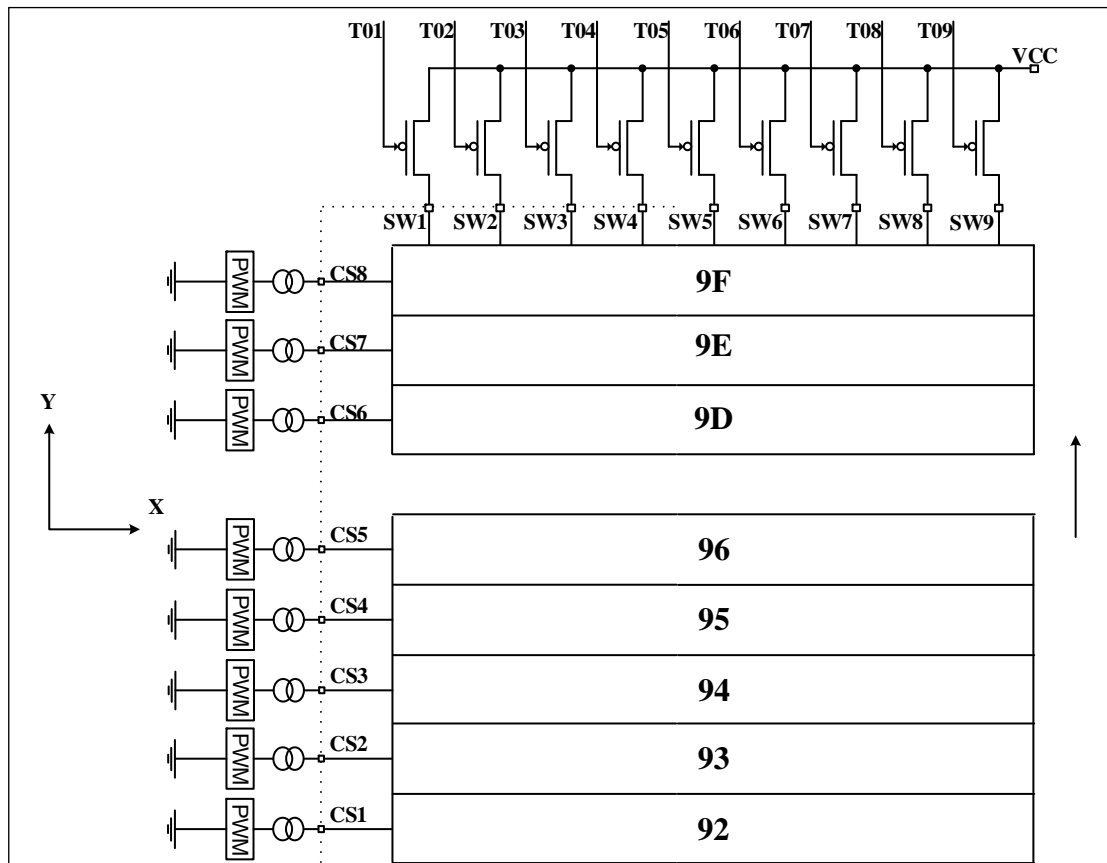 T01 T02 T03 T04 T05 T06 T07 T08 T09
VCC
SW1 SW2 SW3 SW4 SW5 SW6 SW7 SW8 SW9
PWM CS8 9F
PWM CS7 9E
PWM CS6 9D
Y
X
PWM CS5 96
PWM CS4 95
PWM CS3 94
PWM CS2 93
PWM CS1 92